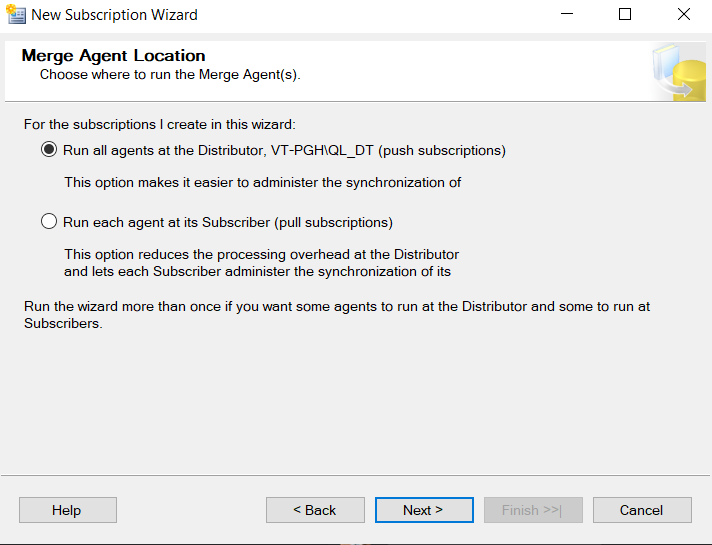 New Subscription Wizard
Merge Agent Location
Choose where to run the Merge Agent(s).
For the subscriptions I create in this wizard:
Run all agents at the Distributor, VT-PGH\QL_DT (push subscriptions)
This option makes it easier to administer the synchronization of
Run each agent at its Subscriber (pull subscriptions)
This option reduces the processing overhead at the Distributor
and lets each Subscriber administer the synchronization of its
Run the wizard more than once if you want some agents to run at the Distributor and some to run at
Subscribers.
Help
< Back
Next >
Finish >>|
Cancel